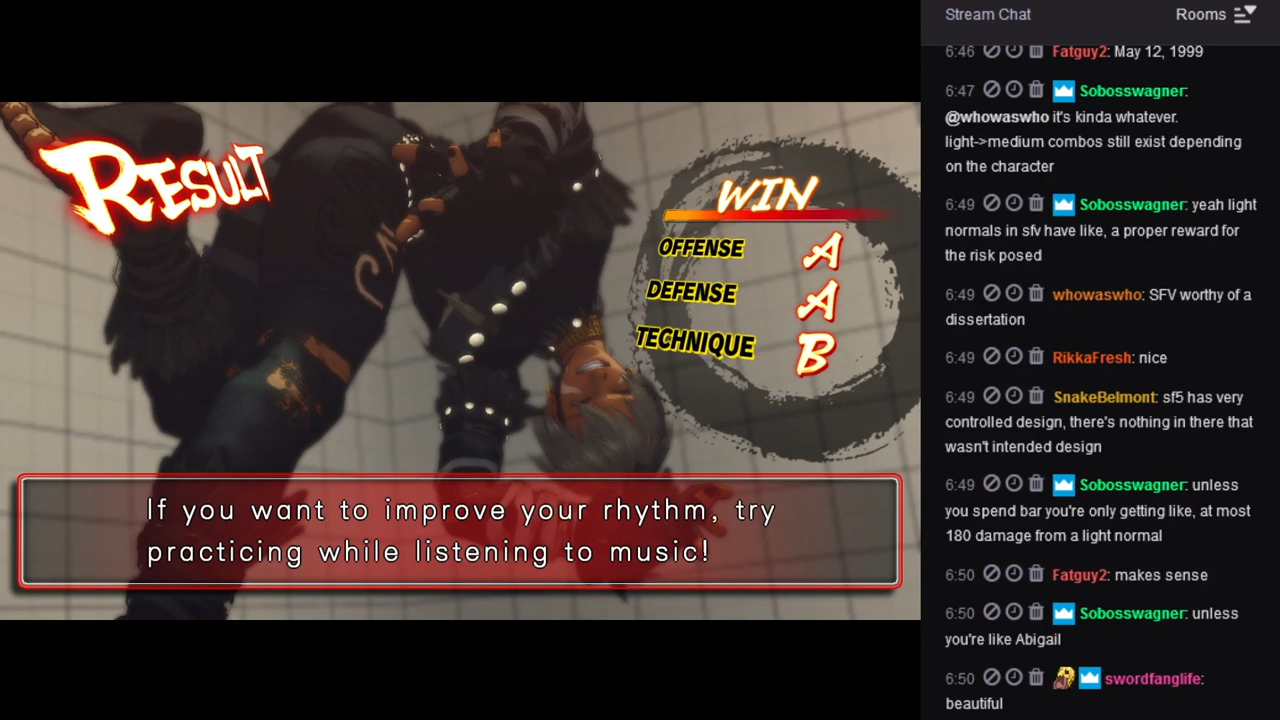 RESULT
WIN
OFFENSE A
DEFENSE A
TECHNIQUE B
If you want to improve your rhythm, try
practicing while listening to music!
Stream Chat Rooms
6:46 Fatguy2: May 12, 1999
6:47 Sobosswagner:
@whowaswho it's kinda whatever.
light->medium combos still exist depending
on the character
6:49 Sobosswagner: yeah light
normals in sfv have like, a proper reward for
the risk posed
6:49 whowaswho: SFV worthy of a
dissertation
6:49 RikkaFresh: nice
6:49 SnakeBelmont: sf5 has very
controlled design, there's nothing in there that
wasn't intended design
6:49 Sobosswagner: unless
you spend bar you're only getting like, at most
180 damage from a light normal
6:50 Fatguy2: makes sense
6:50 Sobosswagner: unless
you're like Abigail
6:50 swordfanglife:
beautiful